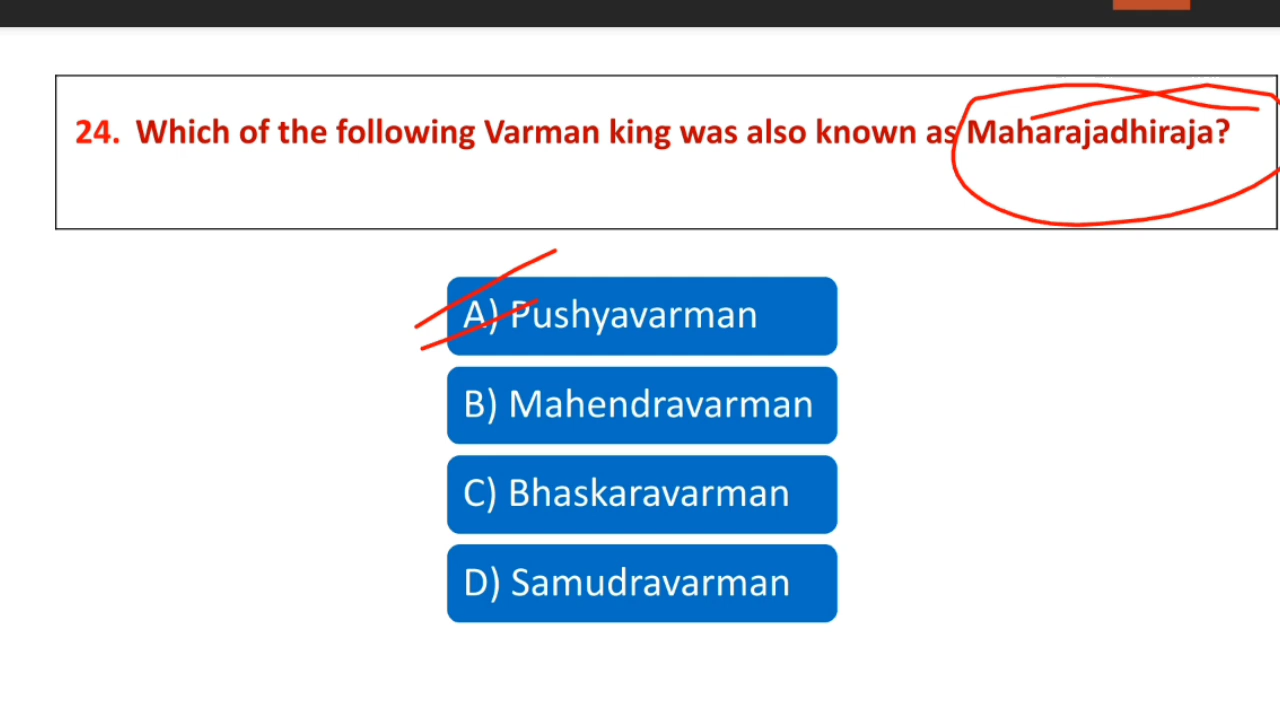 24. Which of the following Varman king was also known as Maharajadhiraja?
A) Pushyavarman
B) Mahendravarman
C) Bhaskaravarman
D) Samudravarman